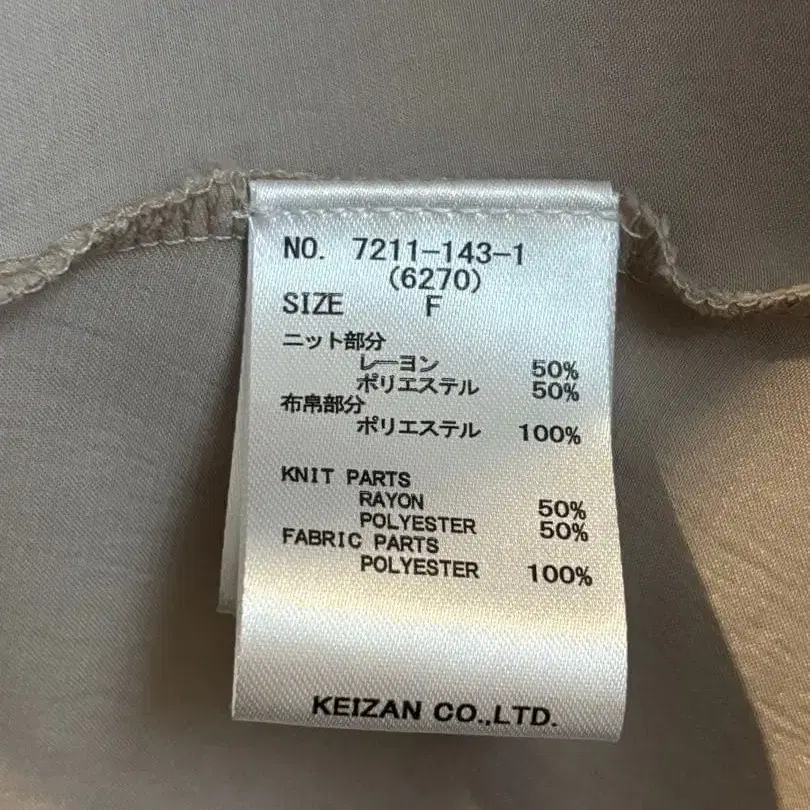 NO. 7211-143-1
(6270)
SIZE F
ニット部分
レーヨン 50%
ポリエステル 50%
布帛部分
ポリエステル 100%
KNIT PARTS
RAYON 50%
POLYESTER 50%
FABRIC PARTS
POLYESTER 100%
KEIZAN CO.,LTD.